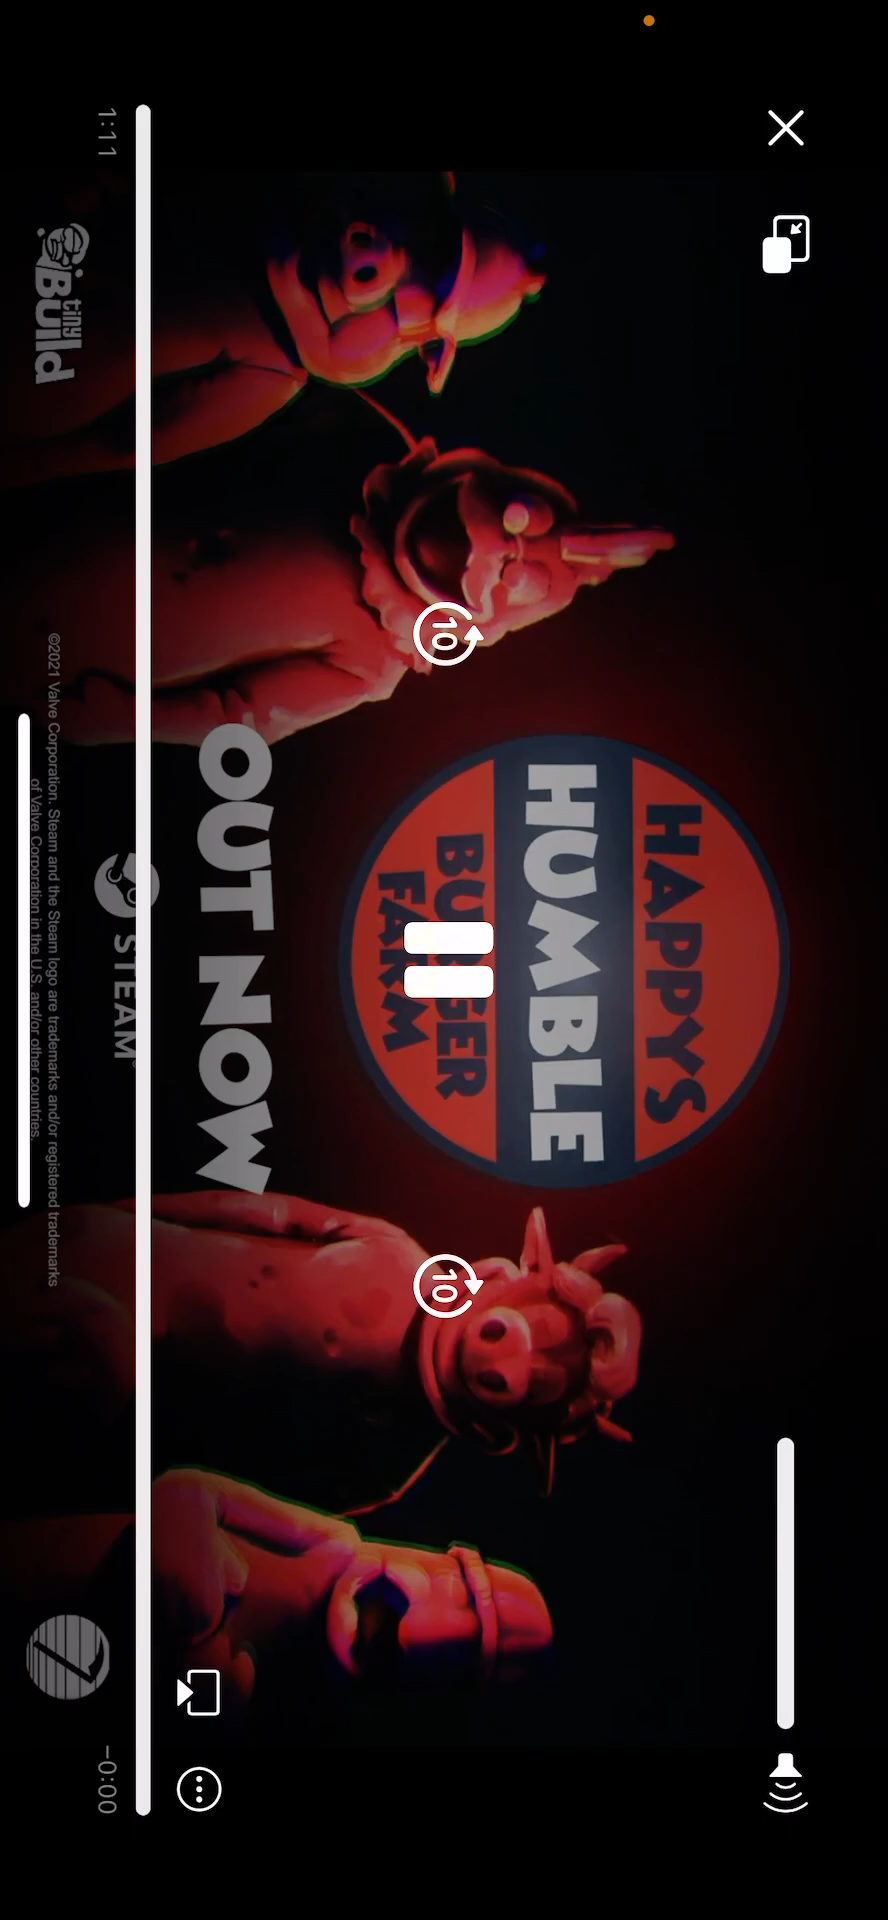 HAPPYS
HUMBLE
BURGER
FARM
OUT NOW
STEAM®
©2021 Valve Corporation. Steam and the Steam logo are trademarks and/or registered trademarks
of Valve Corporation in the U.S. and/or other countries.
tiny
Build
10
10
1:11
-0:00